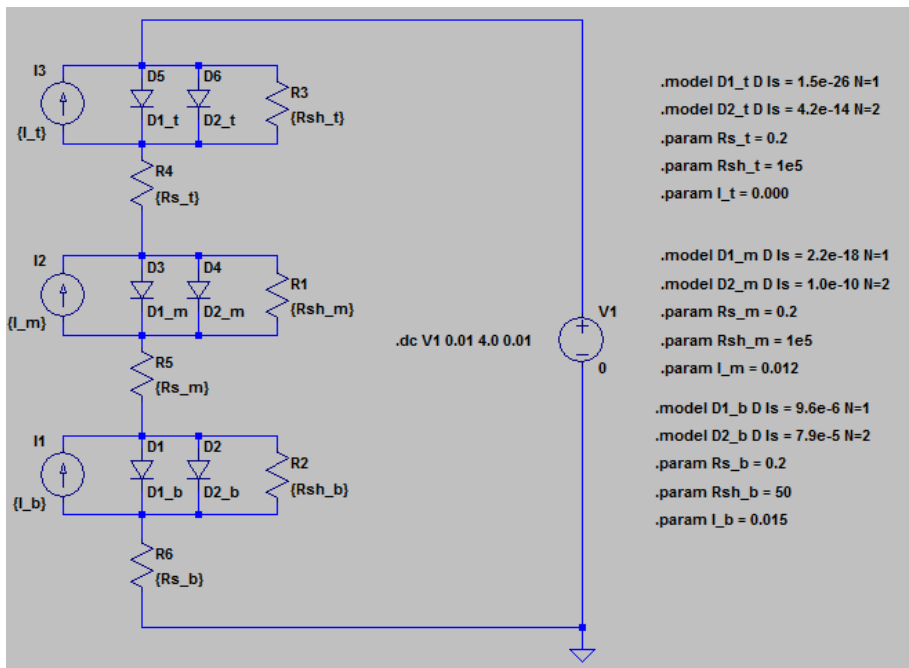 I3
{I_t}
D5
D6
D1_t
D2_t
R3
{Rsh_t}
R4
{Rs_t}
I2
{I_m}
D3
D4
D1_m
D2_m
R1
{Rsh_m}
R5
{Rs_m}
I1
{I_b}
D1
D2
D1_b
D2_b
R2
{Rsh_b}
R6
{Rs_b}
.dc V1 0.01 4.0 0.01
V1
+
−
0
.model D1_t D Is = 1.5e-26 N=1
.model D2_t D Is = 4.2e-14 N=2
.param Rs_t = 0.2
.param Rsh_t = 1e5
.param I_t = 0.000
.model D1_m D Is = 2.2e-18 N=1
.model D2_m D Is = 1.0e-10 N=2
.param Rs_m = 0.2
.param Rsh_m = 1e5
.param I_m = 0.012
.model D1_b D Is = 9.6e-6 N=1
.model D2_b D Is = 7.9e-5 N=2
.param Rs_b = 0.2
.param Rsh_b = 50
.param I_b = 0.015